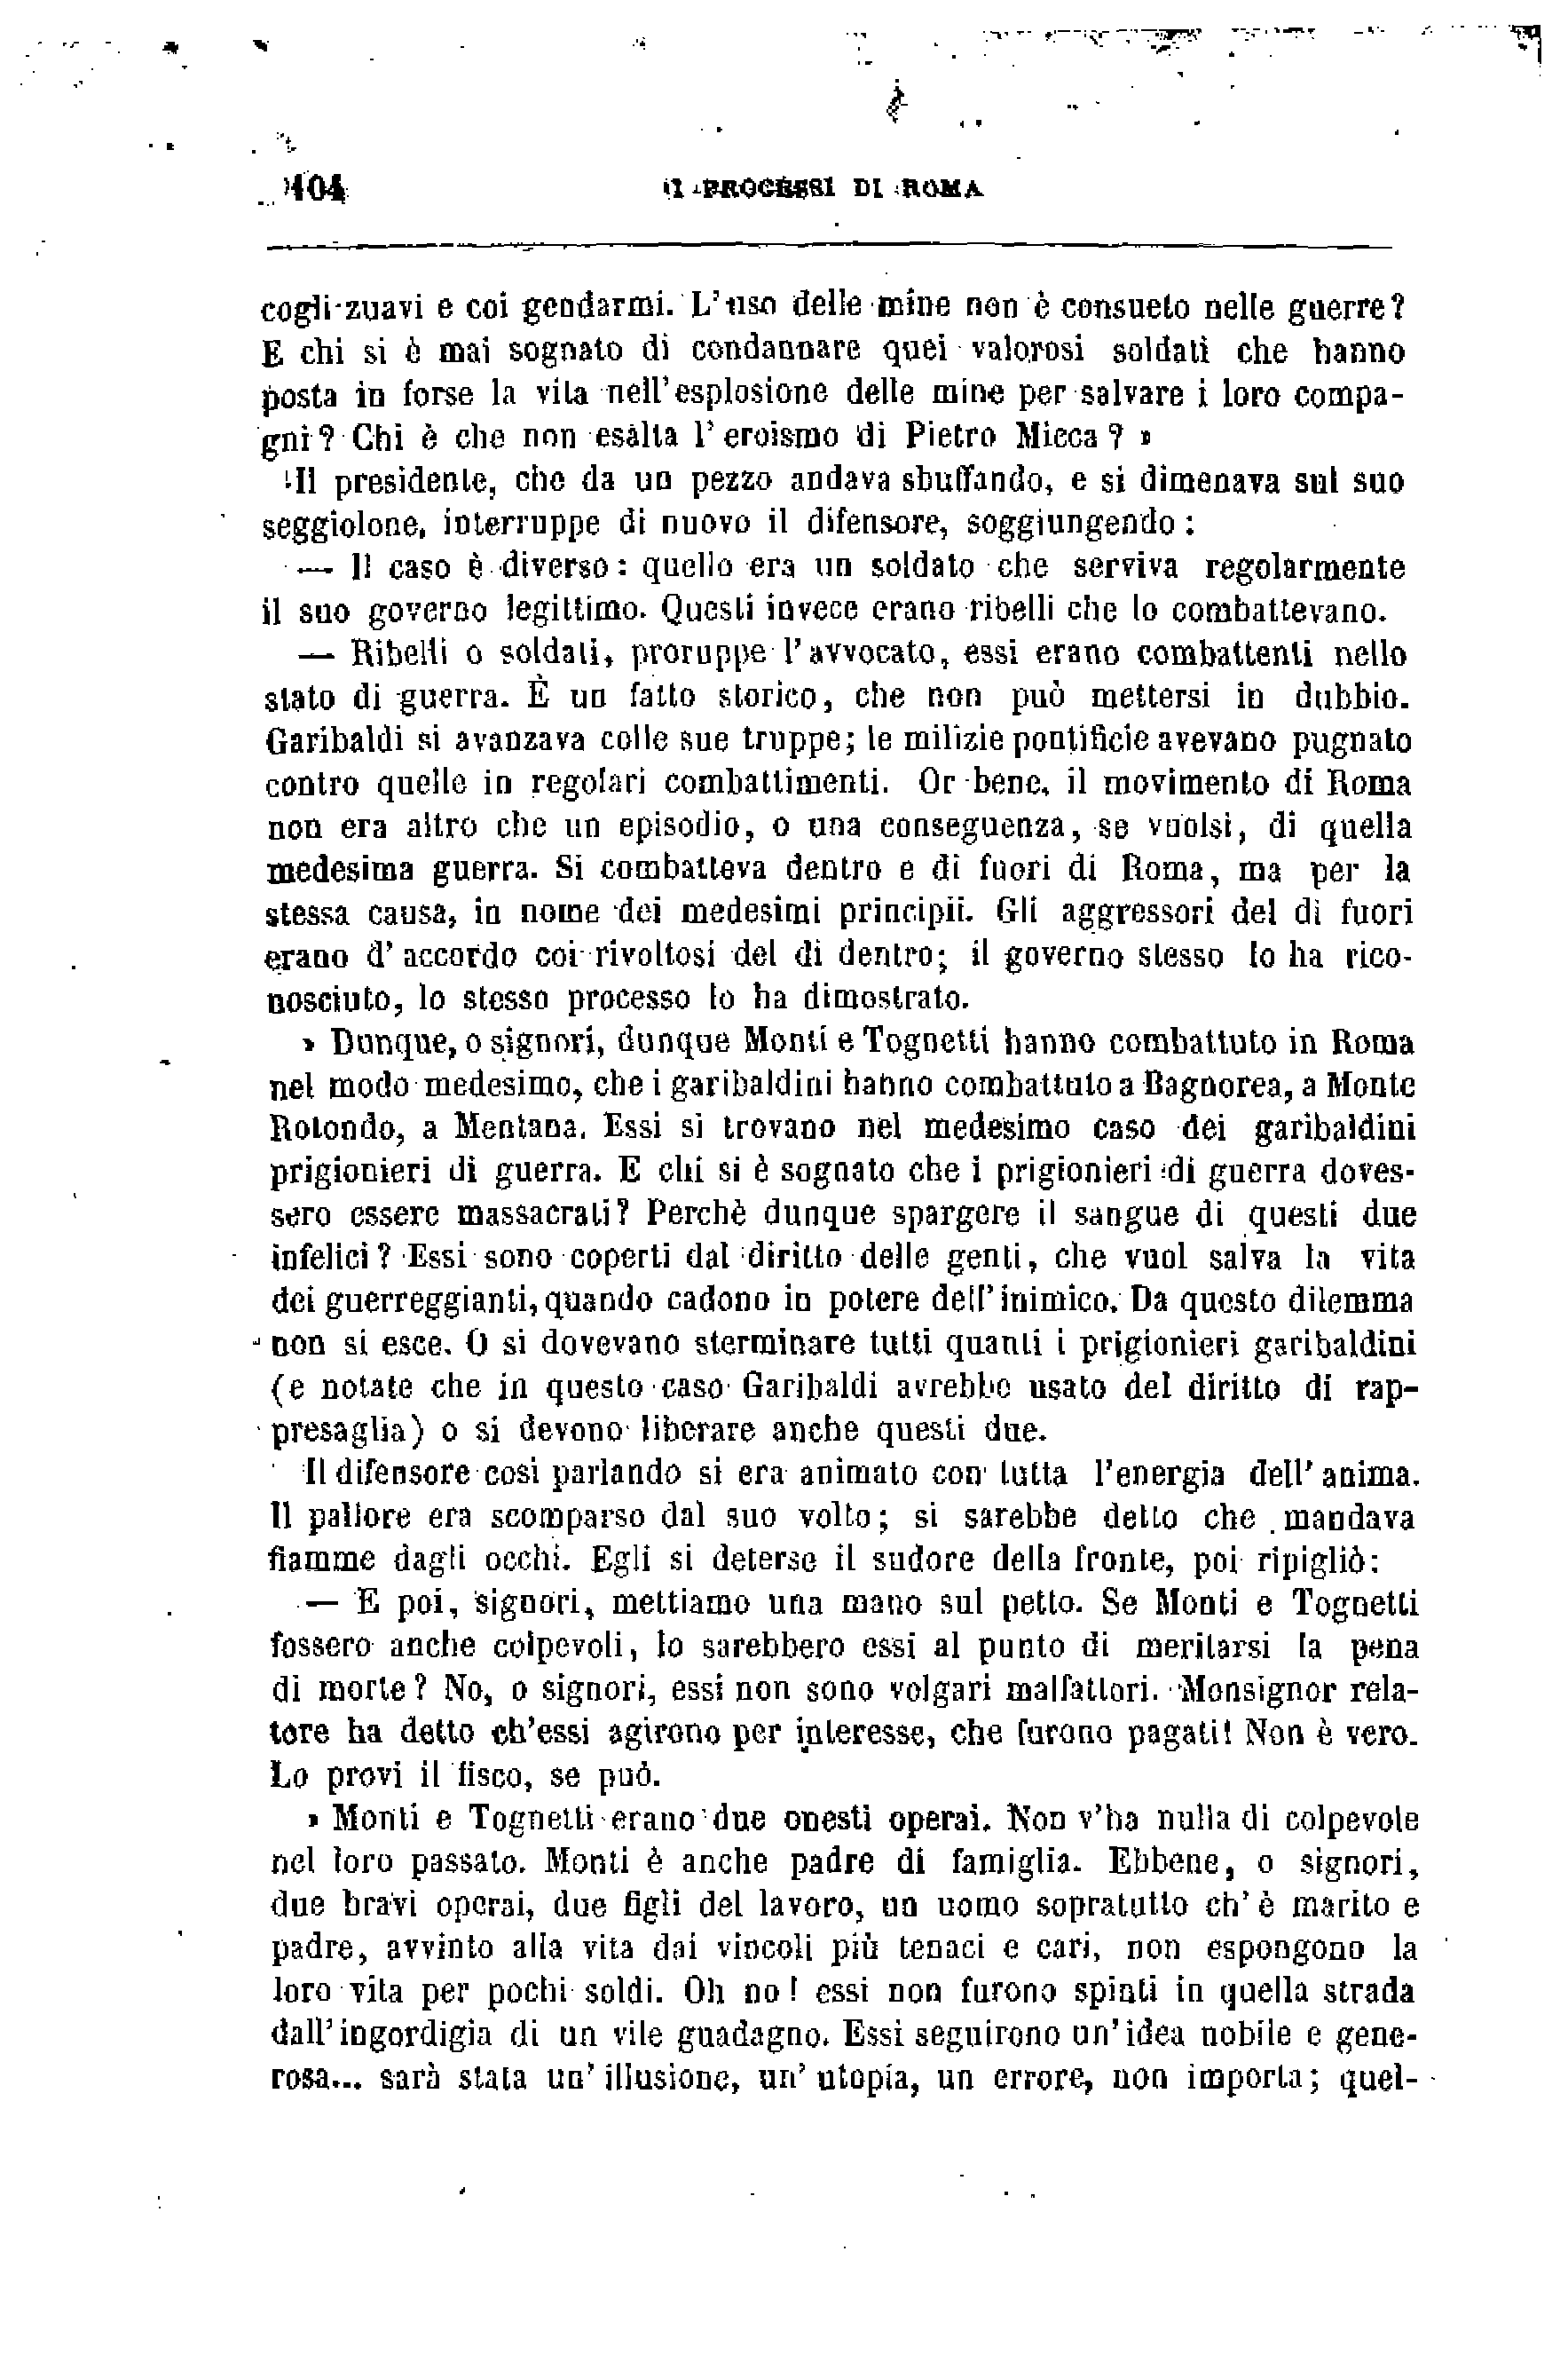 404
I PROCESSI DI ROMA
cogli zuavi e coi gendarmi. L'uso delle mine non è consueto nelle guerre?
E chi si è mai sognato di condannare quei valorosi soldati che hanno
posta in forse la vita nell'esplosione delle mine per salvare i loro compa-
gni? Chi è che non esalta l'eroismo di Pietro Micca? »
Il presidente, che da un pezzo andava sbuffando, e si dimenava sul suo
seggiolone, interruppe di nuovo il difensore, soggiungendo:
— Il caso è diverso: quello era un soldato che serviva regolarmente
il suo governo legittimo. Questi invece erano ribelli che lo combattevano.
— Ribelli o soldati, proruppe l'avvocato, essi erano combattenti nello
stato di guerra. È un fatto storico, che non può mettersi in dubbio.
Garibaldi si avanzava colle sue truppe; le milizie pontificie avevano pugnato
contro quelle in regolari combattimenti. Or bene, il movimento di Roma
non era altro che un episodio, o una conseguenza, se vuolsi, di quella
medesima guerra. Si combatteva dentro e di fuori di Roma, ma per la
stessa causa, in nome dei medesimi principii. Gli aggressori del di fuori
erano d'accordo coi rivoltosi del di dentro; il governo stesso lo ha rico-
nosciuto, lo stesso processo lo ha dimostrato.
» Dunque, o signori, dunque Monti e Tognetti hanno combattuto in Roma
nel modo medesimo, che i garibaldini hanno combattuto a Bagnorea, a Monte
Rotondo, a Mentana. Essi si trovano nel medesimo caso dei garibaldini
prigionieri di guerra. E chi si è sognato che i prigionieri di guerra doves-
sero essere massacrati? Perchè dunque spargere il sangue di questi due
infelici? Essi sono coperti dal diritto delle genti, che vuol salva la vita
dei guerreggianti, quando cadono in potere dell'inimico. Da questo dilemma
non si esce. O si dovevano sterminare tutti quanti i prigionieri garibaldini
(e notate che in questo caso Garibaldi avrebbe usato del diritto di rap-
presaglia) o si devono liberare anche questi due.
Il difensore così parlando si era animato con tutta l'energia dell'anima.
Il pallore era scomparso dal suo volto; si sarebbe detto che mandava
fiamme dagli occhi. Egli si deterse il sudore della fronte, poi ripigliò:
— E poi, signori, mettiamo una mano sul petto. Se Monti e Tognetti
fossero anche colpevoli, lo sarebbero essi al punto di meritarsi la pena
di morte? No, o signori, essi non sono volgari malfattori. Monsignor rela-
tore ha detto ch'essi agirono per interesse, che furono pagati! Non è vero.
Lo provi il fisco, se può.
» Monti e Tognetti erano due onesti operai. Non v'ha nulla di colpevole
nel loro passato. Monti è anche padre di famiglia. Ebbene, o signori,
due bravi operai, due figli del lavoro, un uomo sopratutto ch'è marito e
padre, avvinto alla vita dai vincoli più tenaci e cari, non espongono la
loro vita per pochi soldi. Oh no! essi non furono spinti in quella strada
dall'ingordigia di un vile guadagno. Essi seguirono un'idea nobile e gene-
rosa... sarà stata un'illusione, un'utopia, un errore, non importa; quel-